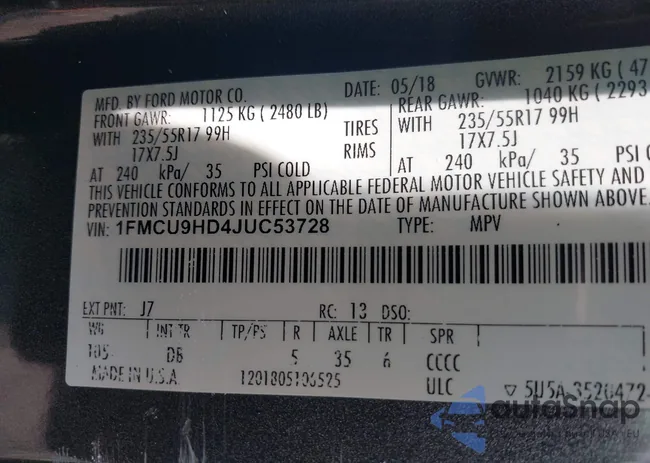 MFD. BY FORD MOTOR CO. DATE: 05/18 GVWR: 2159 KG ( 47
FRONT GAWR: 1125 KG ( 2480 LB) REAR GAWR: 1040 KG ( 2293
WITH 235/55R17 99H TIRES WITH 235/55R17 99H
17X7.5J RIMS 17X7.5J
AT 240 kPa/ 35 PSI COLD AT 240 kPa/ 35 PSI C
THIS VEHICLE CONFORMS TO ALL APPLICABLE FEDERAL MOTOR VEHICLE SAFETY AND
PREVENTION STANDARDS IN EFFECT ON THE DATE OF MANUFACTURE SHOWN ABOVE.
VIN: 1FMCU9HD4JUC53728 TYPE: MPV
EXT PNT: J7 RC: 13 DSO:
WB INT TR TP/PS R AXLE TR SPR
105 DB 5 35 6 CCCC
MADE IN U.S.A. ULC
autoSnap